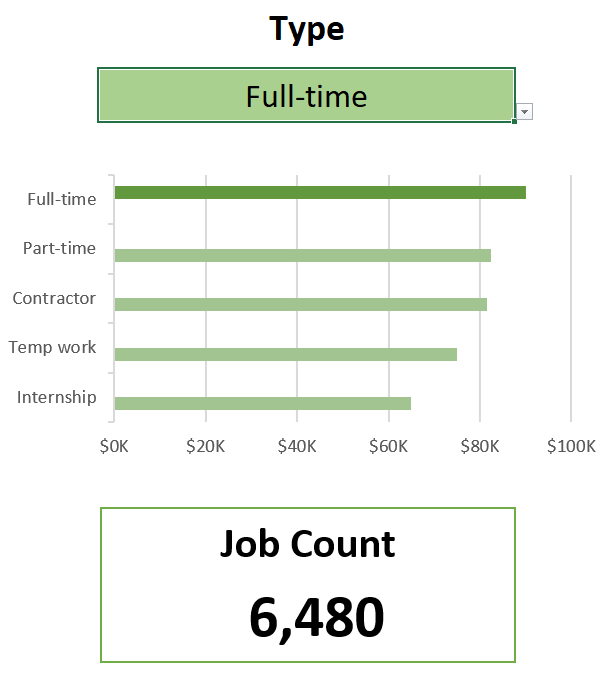 Type
Full-time
Full-time
Part-time
Contractor
Temp work
Internship
$0K $20K $40K $60K $80K $100K
Job Count
6,480